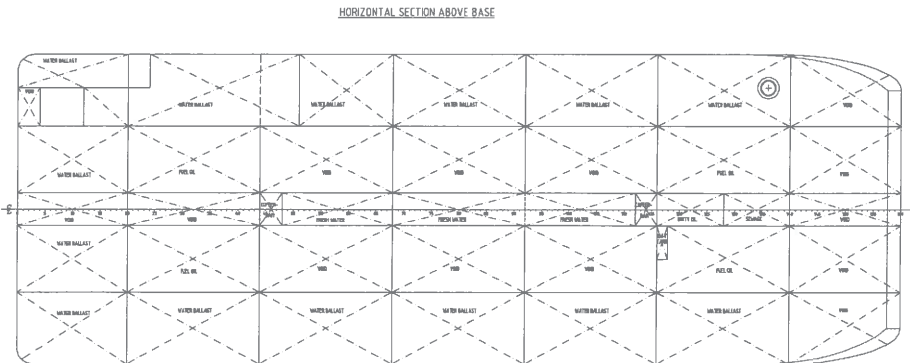 HORIZONTAL SECTION ABOVE BASE
WATER BALLAST
VOID
WATER BALLAST
WATER BALLAST
WATER BALLAST
WATER BALLAST
WATER BALLAST
VOID
WATER BALLAST
FUEL OIL
VOID
VOID
VOID
FUEL OIL
VOID
VOID
VOID
FRESH WATER
FRESH WATER
FRESH WATER
DIRTY OIL
SEWAGE
VOID
WATER BALLAST
FUEL OIL
VOID
VOID
VOID
FUEL OIL
VOID
WATER BALLAST
WATER BALLAST
WATER BALLAST
WATER BALLAST
WATER BALLAST
WATER BALLAST
VOID